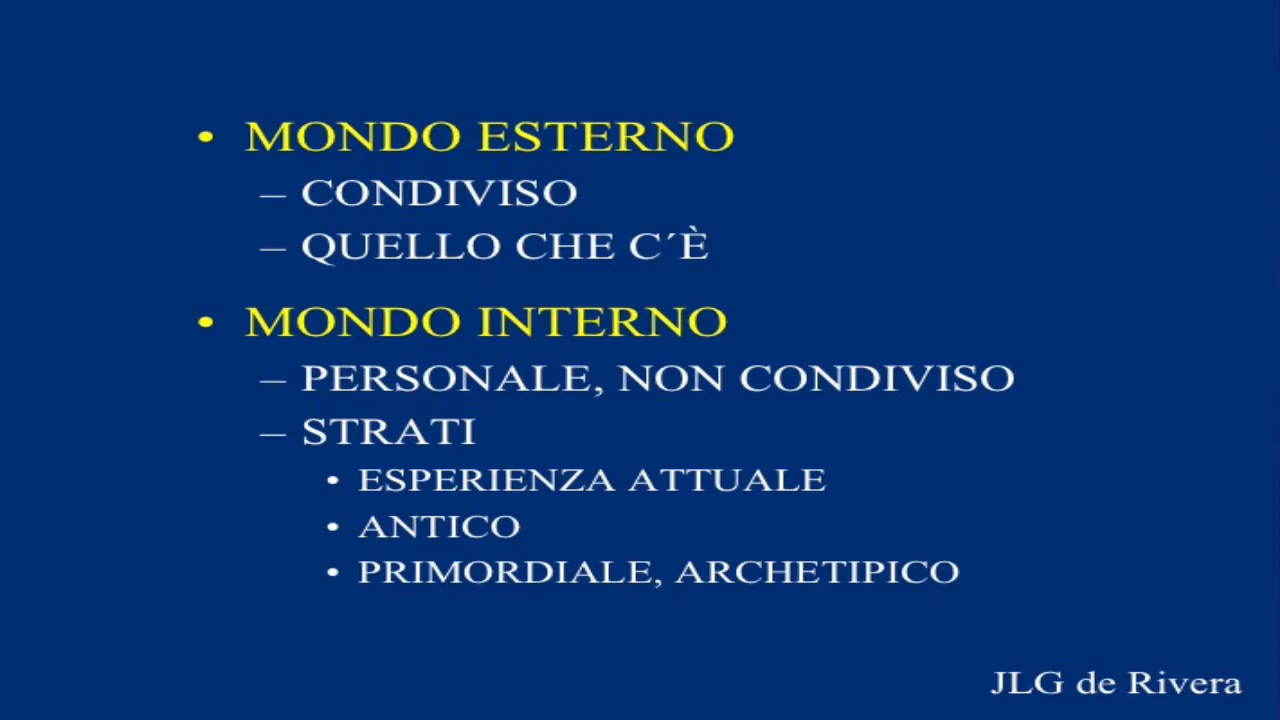 • MONDO ESTERNO
– CONDIVISO
– QUELLO CHE C´È
• MONDO INTERNO
– PERSONALE, NON CONDIVISO
– STRATI
• ESPERIENZA ATTUALE
• ANTICO
• PRIMORDIALE, ARCHETIPICO
JLG de Rivera